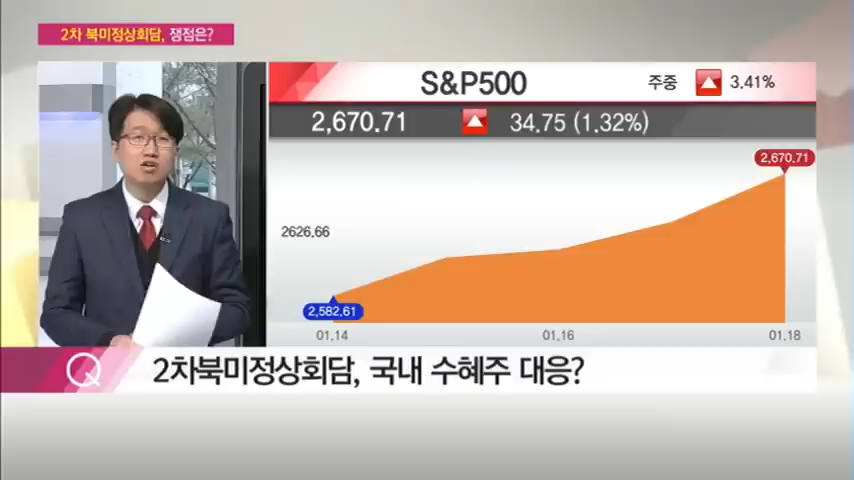 2차 북미정상회담, 쟁점은?
S&P500 주중 3.41%
2,670.71 34.75 (1.32%)
2,670.71
2626.66
2,582.61
01.14 01.16 01.18
Q 2차북미정상회담, 국내 수혜주 대응?